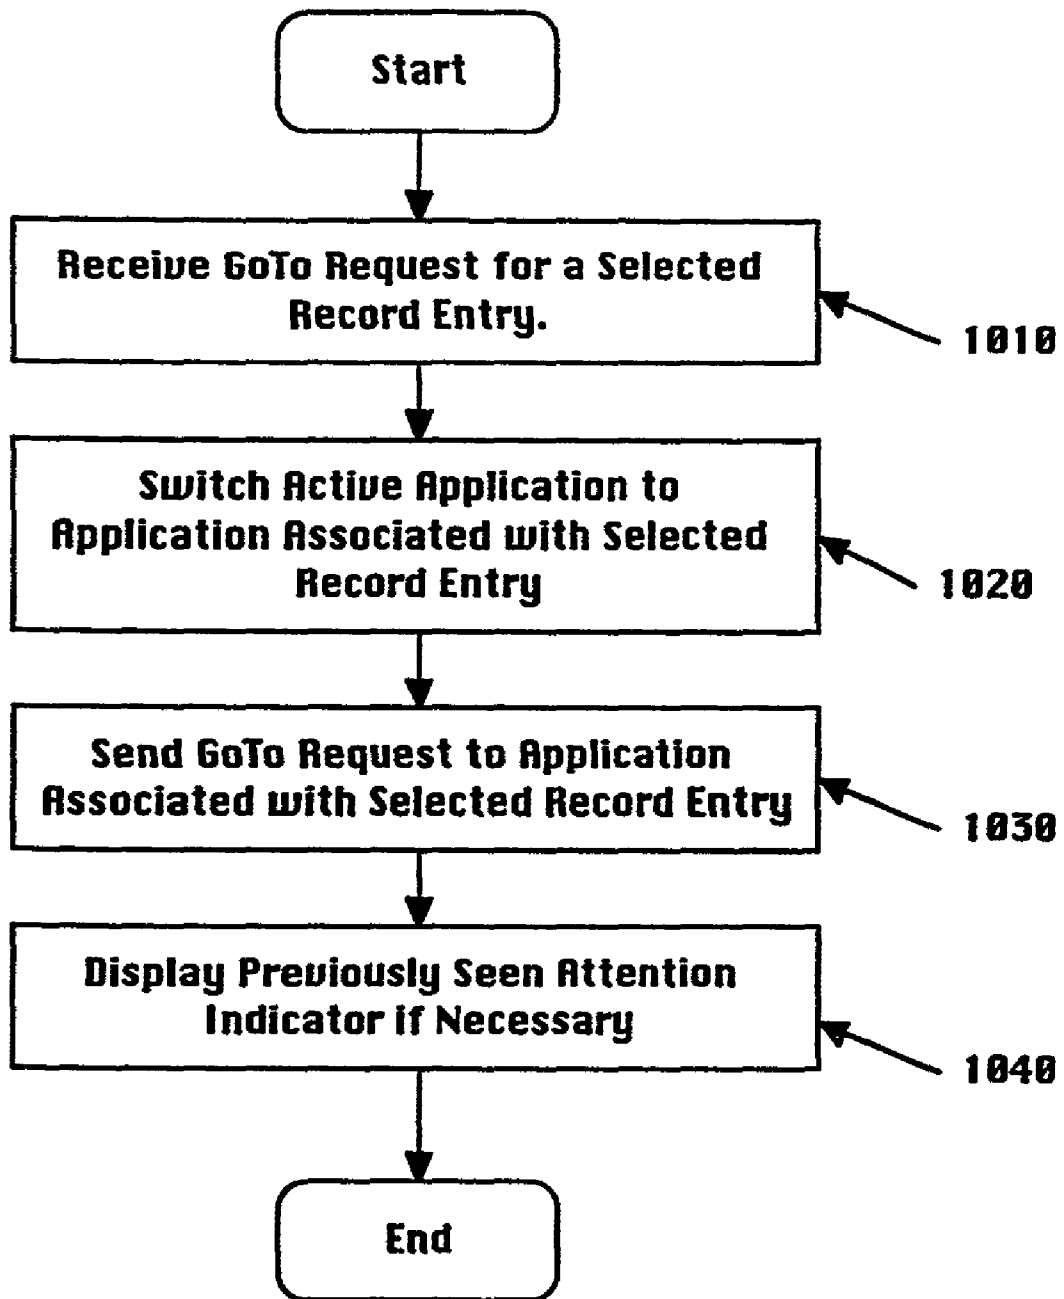 Start
Receive GoTo Request for a Selected
Record Entry.
1010
Switch Active Application to
Application Associated with Selected
Record Entry
1020
Send GoTo Request to Application
Associated with Selected Record Entry
1030
Display Previously Seen Attention
Indicator if Necessary
1040
End